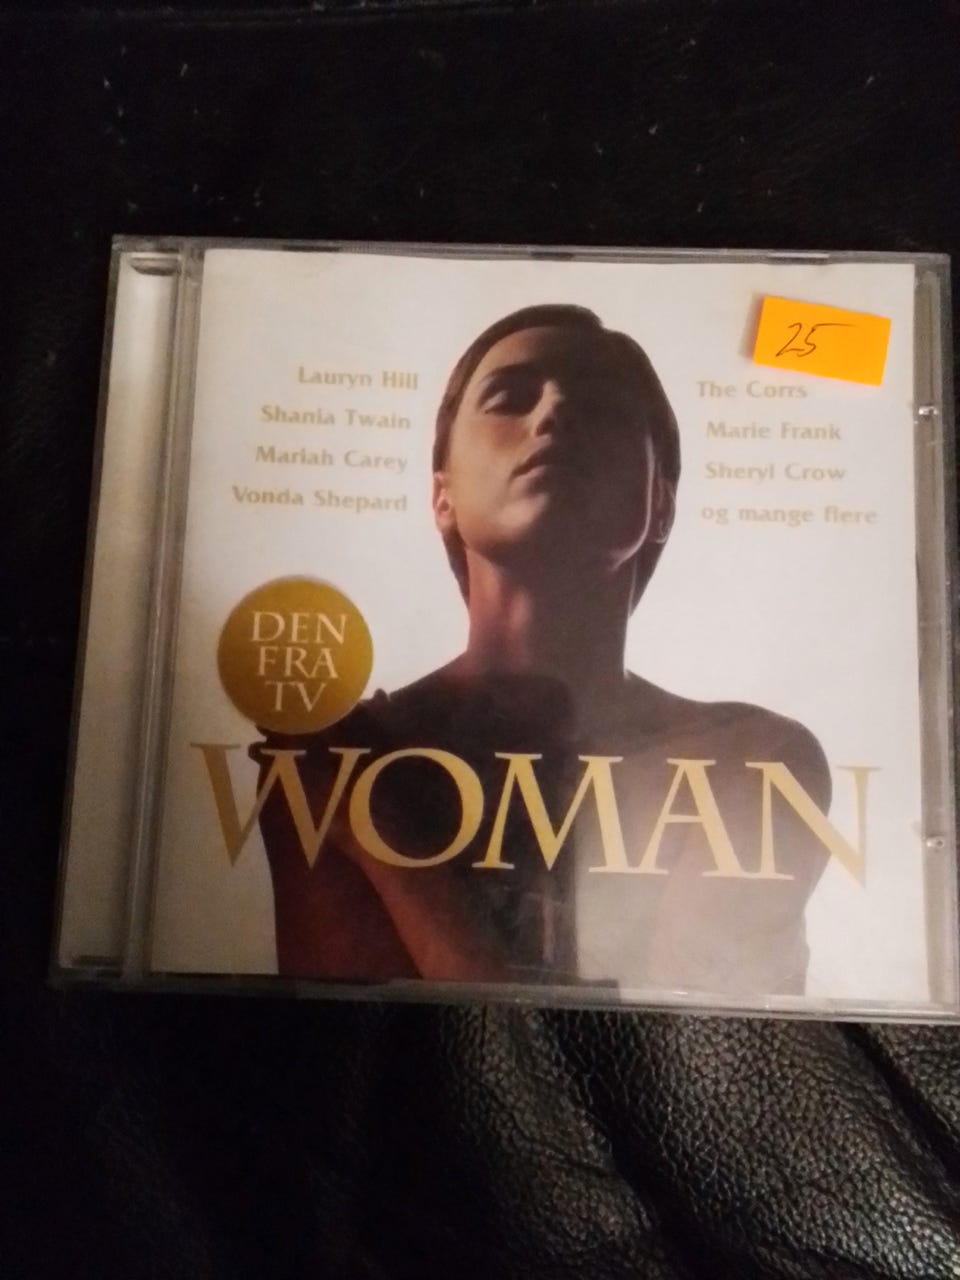 25
Lauryn Hill
Shania Twain
Mariah Carey
Vonda Shepard
The Corrs
Marie Frank
Sheryl Crow
og mange flere
DEN
FRA
TV
WOMAN